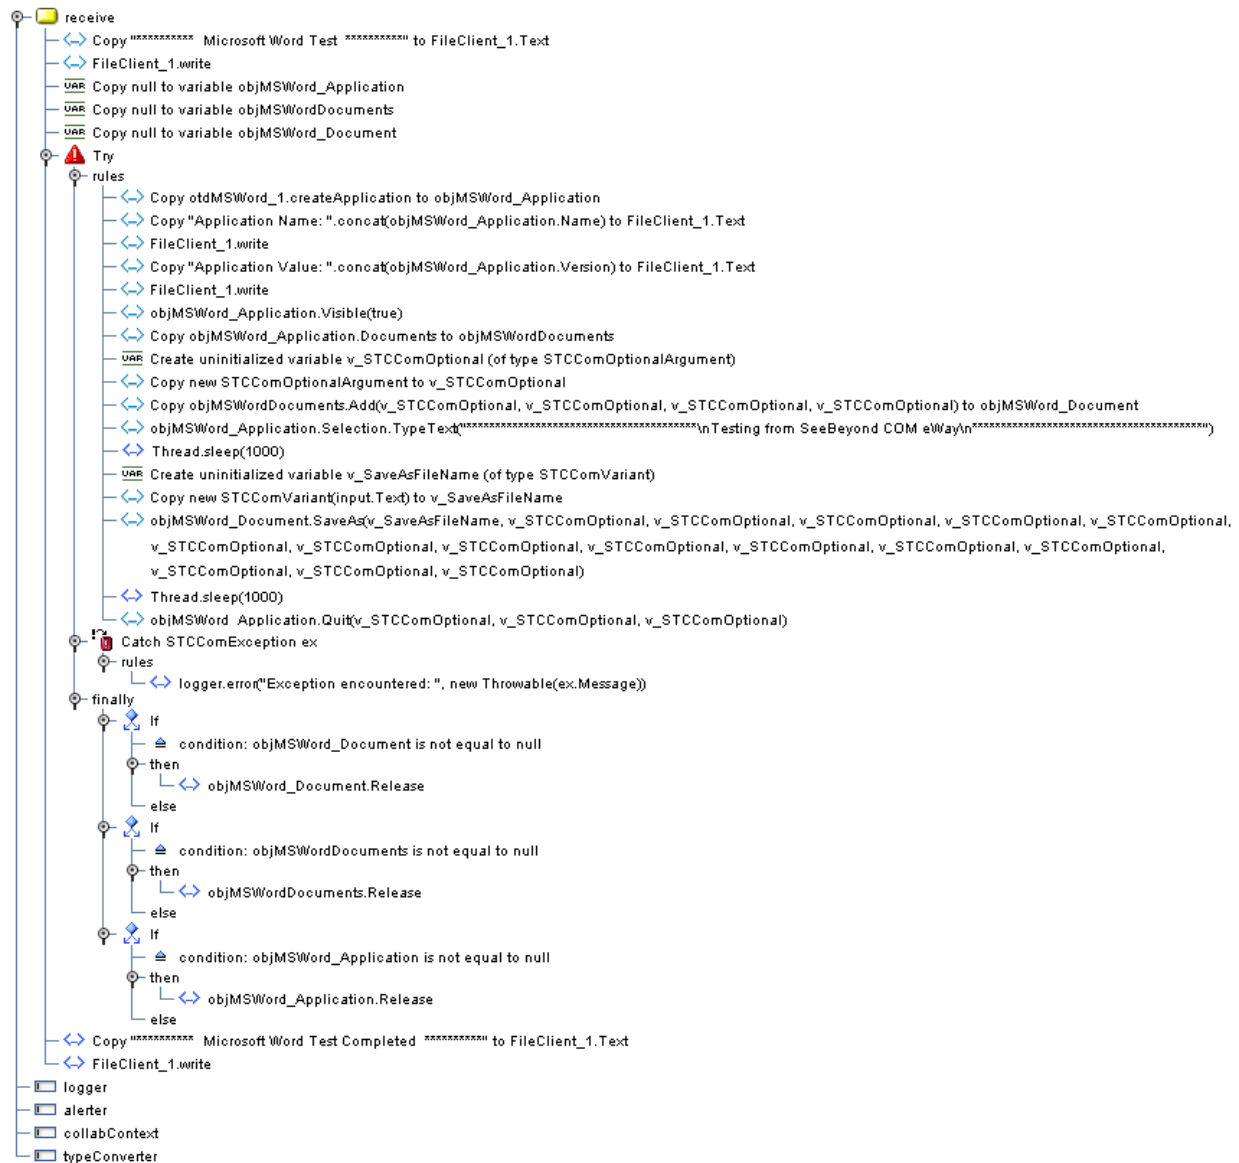 receive
Copy "********** Microsoft Word Test **********" to FileClient_1.Text
FileClient_1.write
VAR Copy null to variable objMSWord_Application
VAR Copy null to variable objMSWordDocuments
VAR Copy null to variable objMSWord_Document
Try
rules
Copy otdMSWord_1.createApplication to objMSWord_Application
Copy "Application Name: ".concat(objMSWord_Application.Name) to FileClient_1.Text
FileClient_1.write
Copy "Application Value: ".concat(objMSWord_Application.Version) to FileClient_1.Text
FileClient_1.write
objMSWord_Application.Visible(true)
Copy objMSWord_Application.Documents to objMSWordDocuments
VAR Create uninitialized variable v_STCComOptional (of type STCComOptionalArgument)
Copy new STCComOptionalArgument to v_STCComOptional
Copy objMSWordDocuments.Add(v_STCComOptional, v_STCComOptional, v_STCComOptional, v_STCComOptional) to objMSWord_Document
objMSWord_Application.Selection.TypeText("****************************************\nTesting from SeeBeyond COM eWay\n****************************************")
Thread.sleep(1000)
VAR Create uninitialized variable v_SaveAsFileName (of type STCComVariant)
Copy new STCComVariant(input.Text) to v_SaveAsFileName
objMSWord_Document.SaveAs(v_SaveAsFileName, v_STCComOptional, v_STCComOptional, v_STCComOptional, v_STCComOptional, v_STCComOptional,
v_STCComOptional, v_STCComOptional, v_STCComOptional, v_STCComOptional, v_STCComOptional, v_STCComOptional, v_STCComOptional,
v_STCComOptional, v_STCComOptional, v_STCComOptional)
Thread.sleep(1000)
objMSWord_Application.Quit(v_STCComOptional, v_STCComOptional, v_STCComOptional)
Catch STCComException ex
rules
logger.error("Exception encountered: ", new Throwable(ex.Message))
finally
If
condition: objMSWord_Document is not equal to null
then
objMSWord_Document.Release
else
If
condition: objMSWordDocuments is not equal to null
then
objMSWordDocuments.Release
else
If
condition: objMSWord_Application is not equal to null
then
objMSWord_Application.Release
else
Copy "********** Microsoft Word Test Completed **********" to FileClient_1.Text
FileClient_1.write
logger
alerter
collabContext
typeConverter